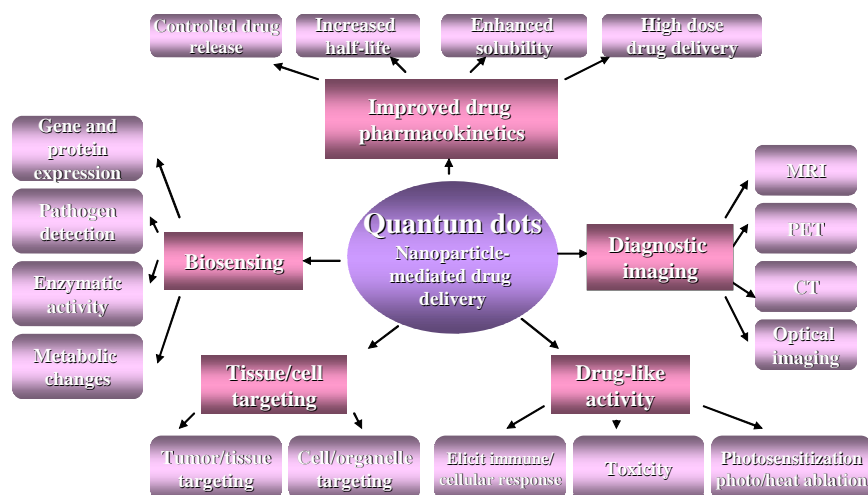 Controlled drug
release
Increased
half-life
Enhanced
solubility
High dose
drug delivery
Improved drug
pharmacokinetics
Gene and
protein
expression
Pathogen
detection
Enzymatic
activity
Metabolic
changes
Biosensing
Quantum dots
Nanoparticle-
mediated drug
delivery
Diagnostic
imaging
MRI
PET
CT
Optical
imaging
Tissue/cell
targeting
Drug-like
activity
Tumor/tissue
targeting
Cell/organelle
targeting
Elicit immune/
cellular response
Toxicity
Photosensitization
photo/heat ablation